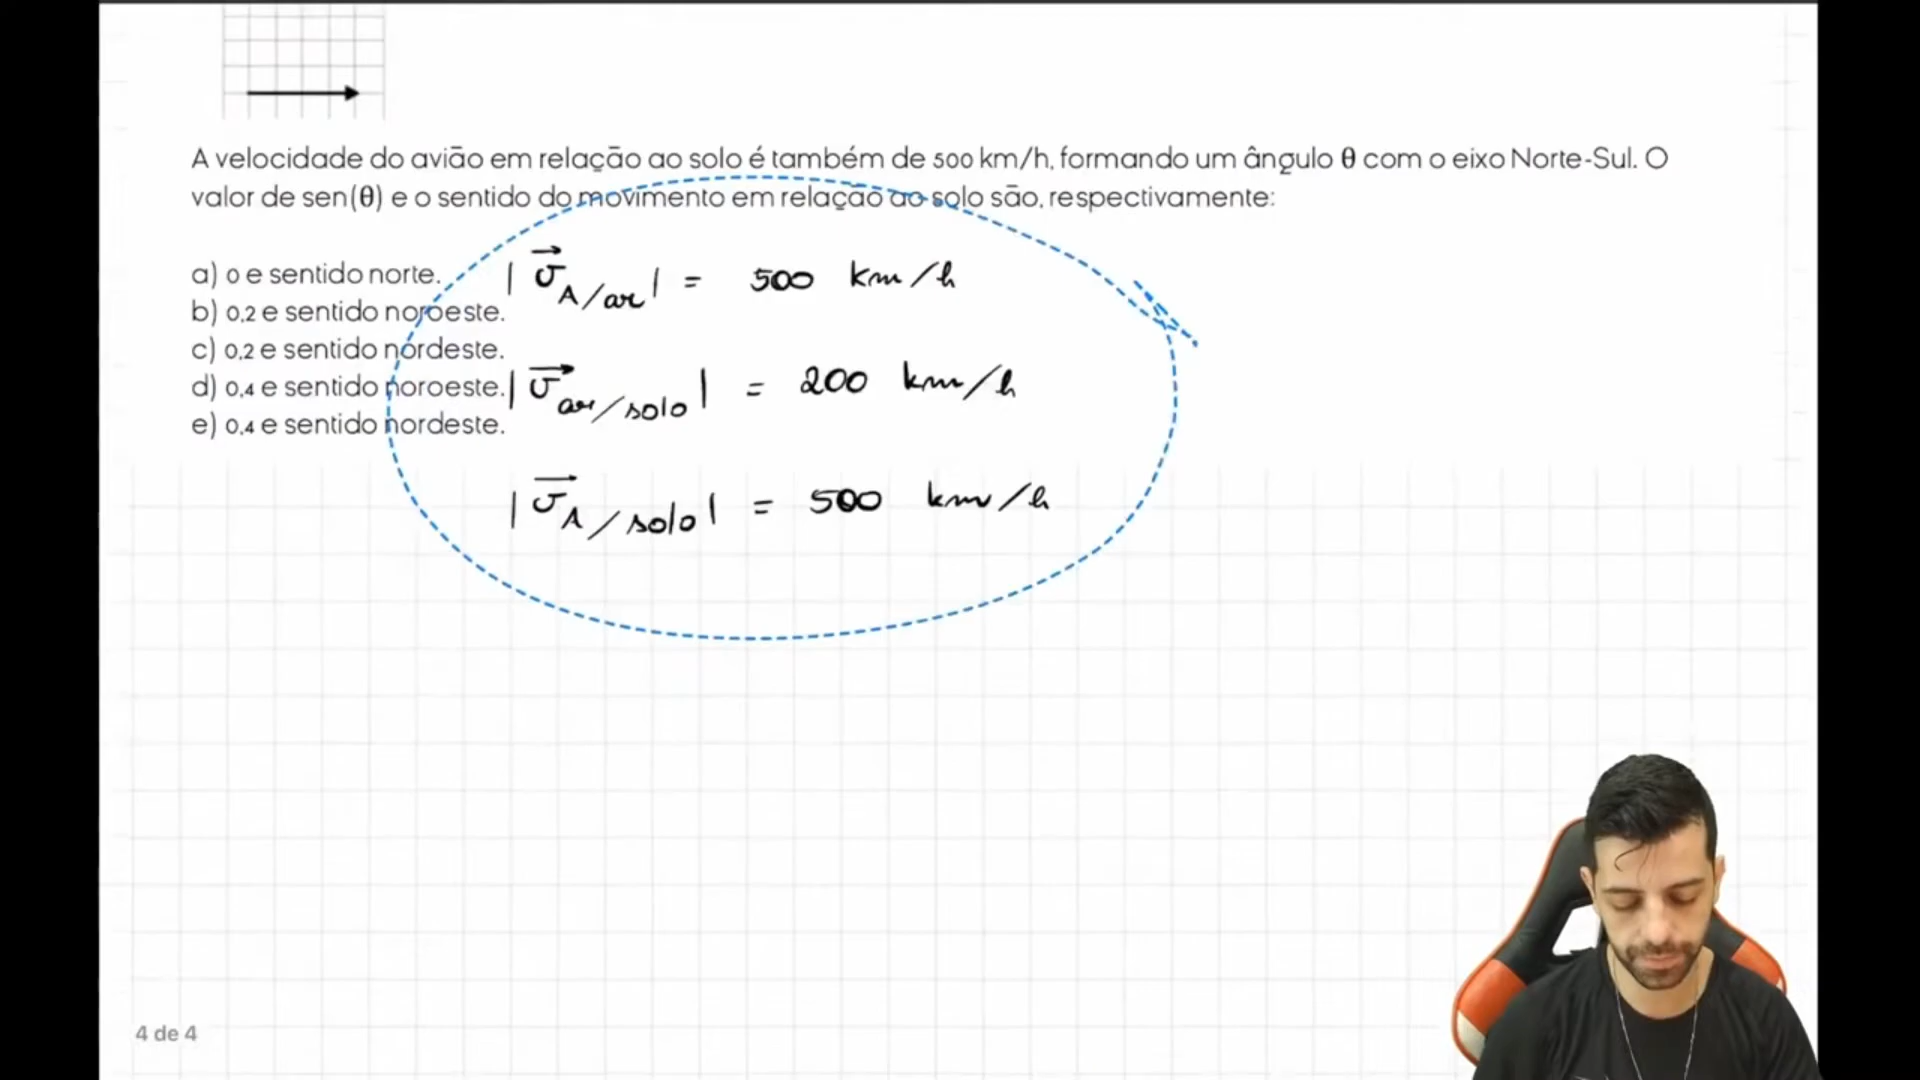 A velocidade do avião em relação ao solo é também de 500 km/h, formando um ângulo θ com o eixo Norte-Sul. O
valor de sen(θ) e o sentido do movimento em relação ao solo são, respectivamente:
a) 0 e sentido norte.
b) 0,2 e sentido noroeste.
c) 0,2 e sentido nordeste.
d) 0,4 e sentido noroeste.
e) 0,4 e sentido nordeste.
|v⃗ A/ar| = 500 km/h
|v⃗ ar/solo| = 200 km/h
|v⃗ A/solo| = 500 km/h
4 de 4